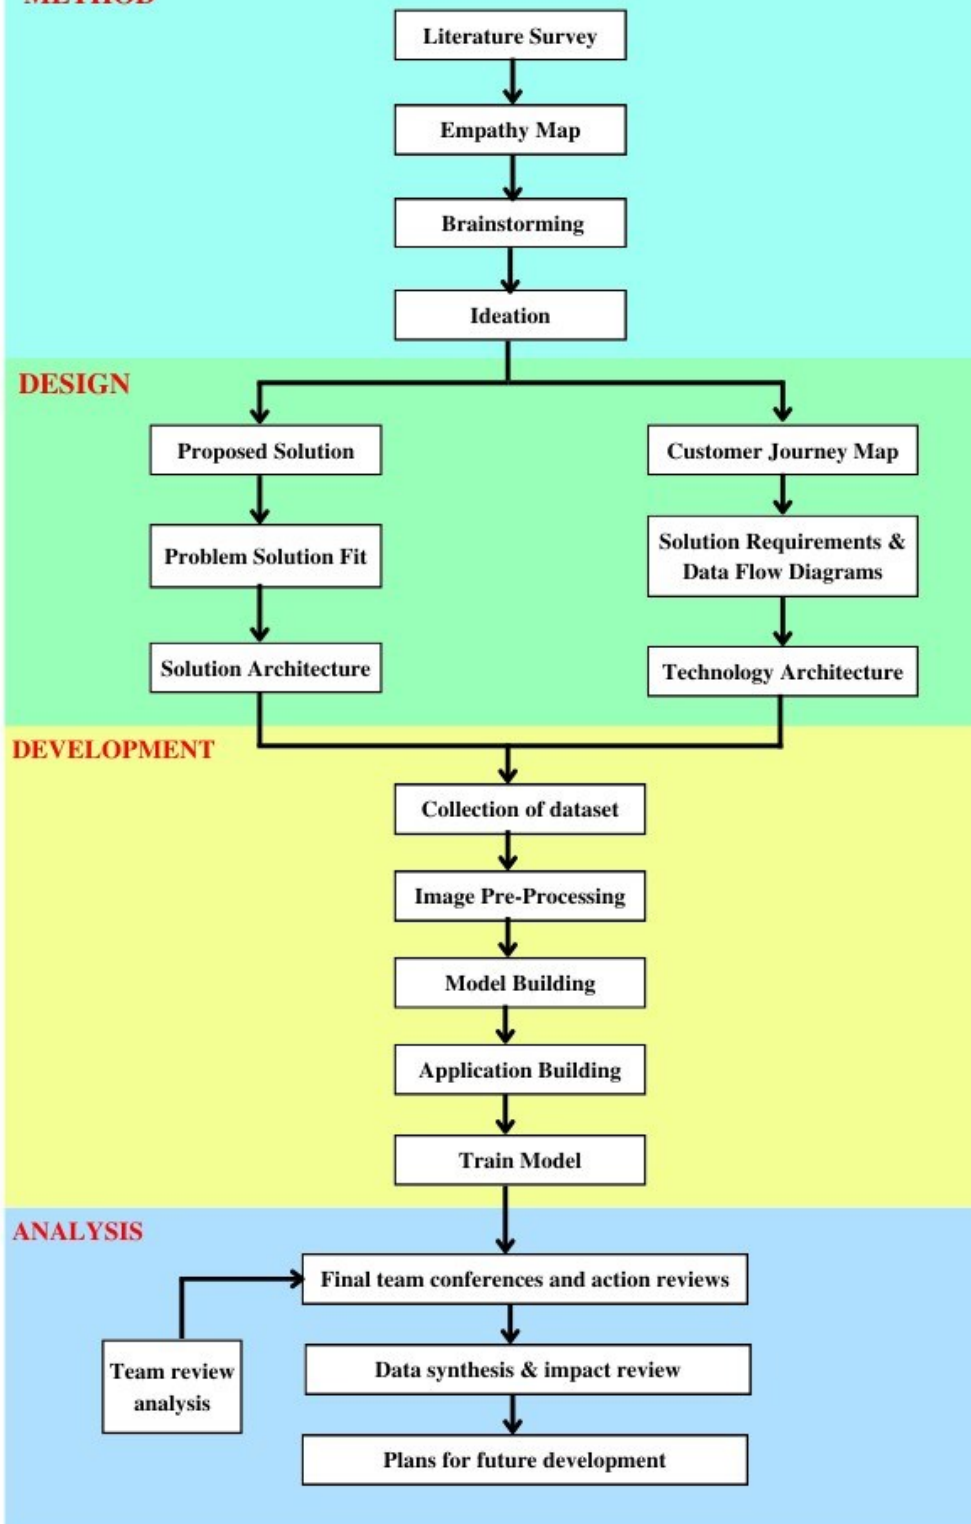 METHOD
Literature Survey
Empathy Map
Brainstorming
Ideation
DESIGN
Proposed Solution
Customer Journey Map
Problem Solution Fit
Solution Requirements &
Data Flow Diagrams
Solution Architecture
Technology Architecture
DEVELOPMENT
Collection of dataset
Image Pre-Processing
Model Building
Application Building
Train Model
ANALYSIS
Final team conferences and action reviews
Team review
analysis
Data synthesis & impact review
Plans for future development